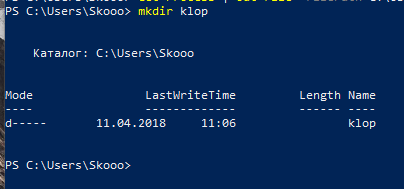 PS C:\Users\Skooo> mkdir klop
Каталог: C:\Users\Skooo
Mode LastWriteTime Length Name
---- ------------- ------ ----
d----- 11.04.2018 11:06 klop
PS C:\Users\Skooo>